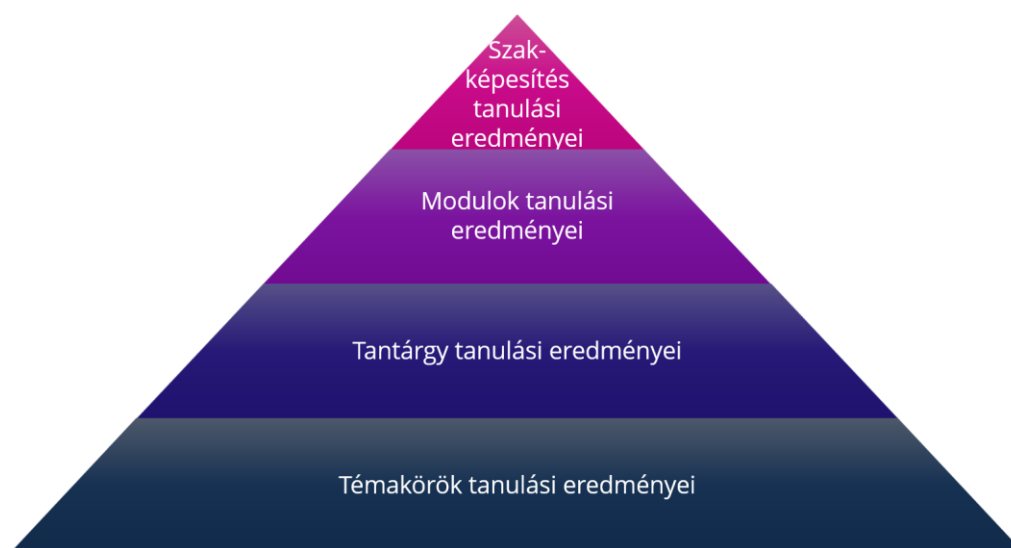 Szak-
képesítés
tanulási
eredményei
Modulok tanulási
eredményei
Tantárgy tanulási eredményei
Témakörök tanulási eredményei